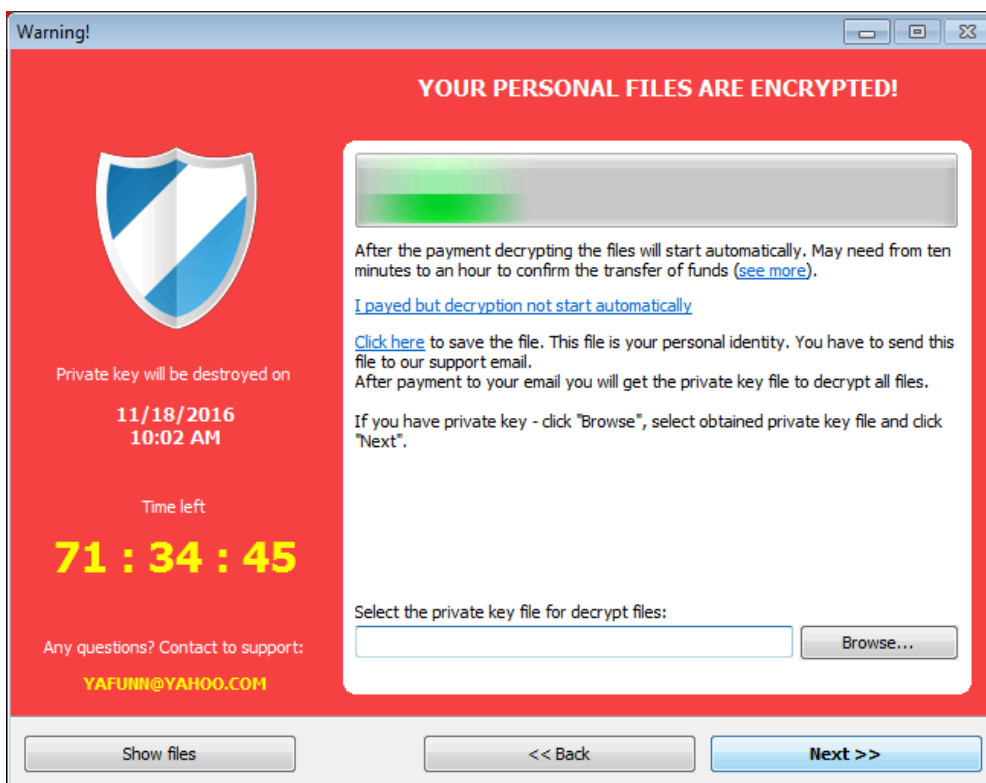 Warning!
YOUR PERSONAL FILES ARE ENCRYPTED!
After the payment decrypting the files will start automatically. May need from ten
minutes to an hour to confirm the transfer of funds (see more).
I payed but decryption not start automatically
Click here to save the file. This file is your personal identity. You have to send this
file to our support email.
After payment to your email you will get the private key file to decrypt all files.
If you have private key - click "Browse", select obtained private key file and click
"Next".
Private key will be destroyed on
11/18/2016
10:02 AM
Time left
71 : 34 : 45
Any questions? Contact to support:
YAFUNN@YAHOO.COM
Select the private key file for decrypt files:
Browse...
Show files
<< Back
Next >>